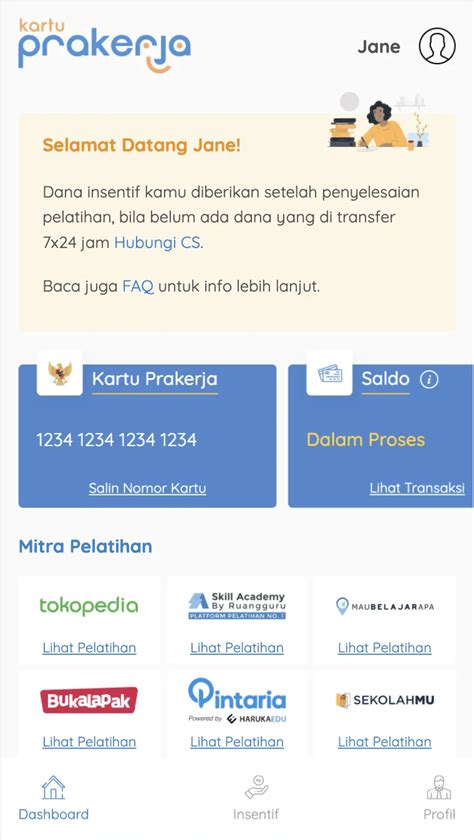 kartu
prakerja
Jane
Selamat Datang Jane!
Dana insentif kamu diberikan setelah penyelesaian
pelatihan, bila belum ada dana yang di transfer
7x24 jam Hubungi CS.
Baca juga FAQ untuk info lebih lanjut.
Kartu Prakerja
1234 1234 1234 1234
Salin Nomor Kartu
Saldo i
Dalam Proses
Lihat Transaksi
Mitra Pelatihan
tokopedia
Lihat Pelatihan
Skill Academy
By Ruangguru
PLATFORM PELATIHAN NO. 1
Lihat Pelatihan
MAUBELAJARAPA
Lihat Pelatihan
BukaLapak
Lihat Pelatihan
Pintaria
Powered by HARUKAEDU
Lihat Pelatihan
SEKOLAHMU
Lihat Pelatihan
Dashboard
Insentif
Profil